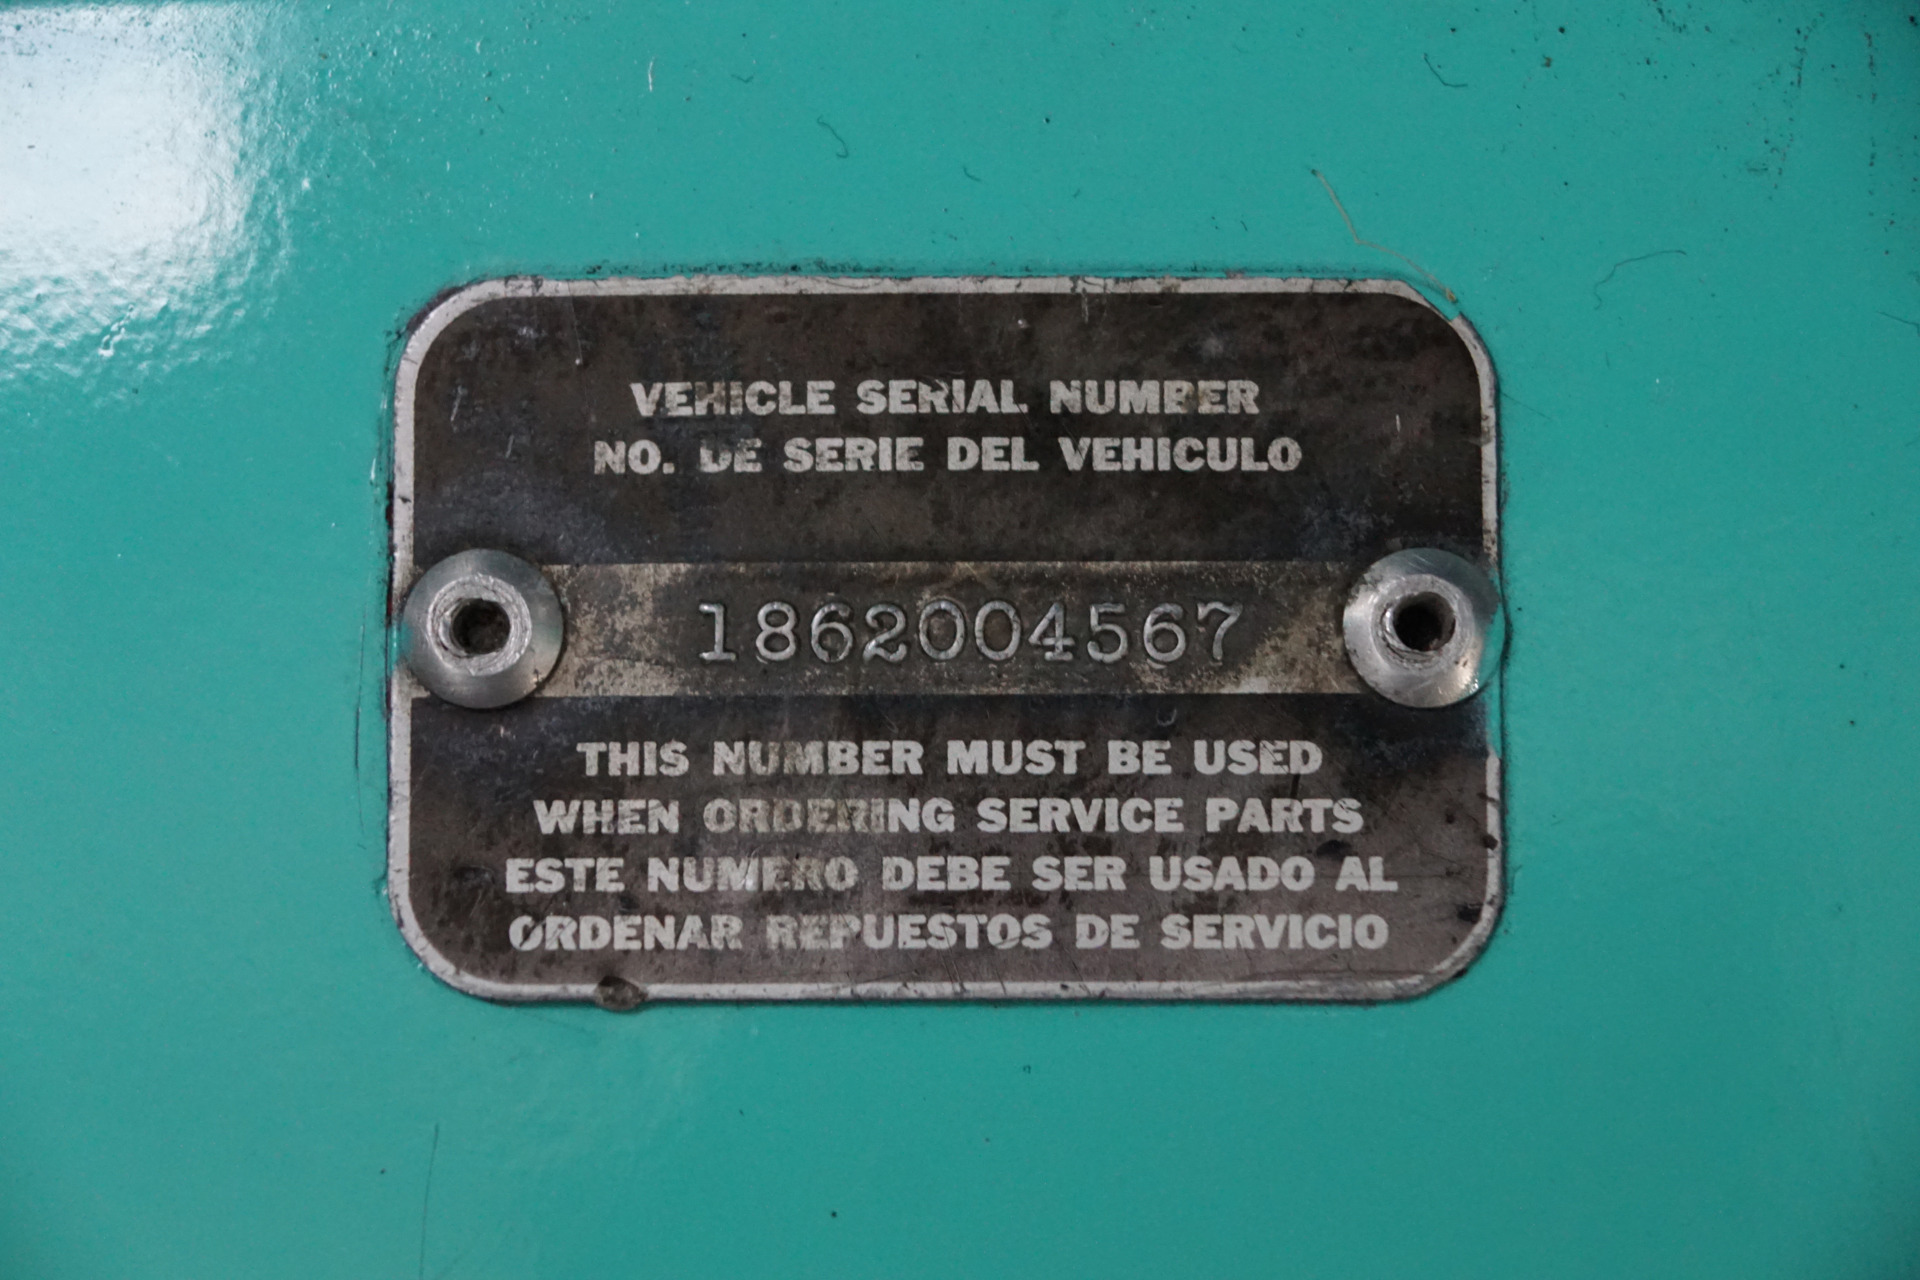 VEHICLE SERIAL NUMBER
NO. DE SERIE DEL VEHICULO
1862004567
THIS NUMBER MUST BE USED
WHEN ORDERING SERVICE PARTS
ESTE NUMERO DEBE SER USADO AL
ORDENAR REPUESTOS DE SERVICIO